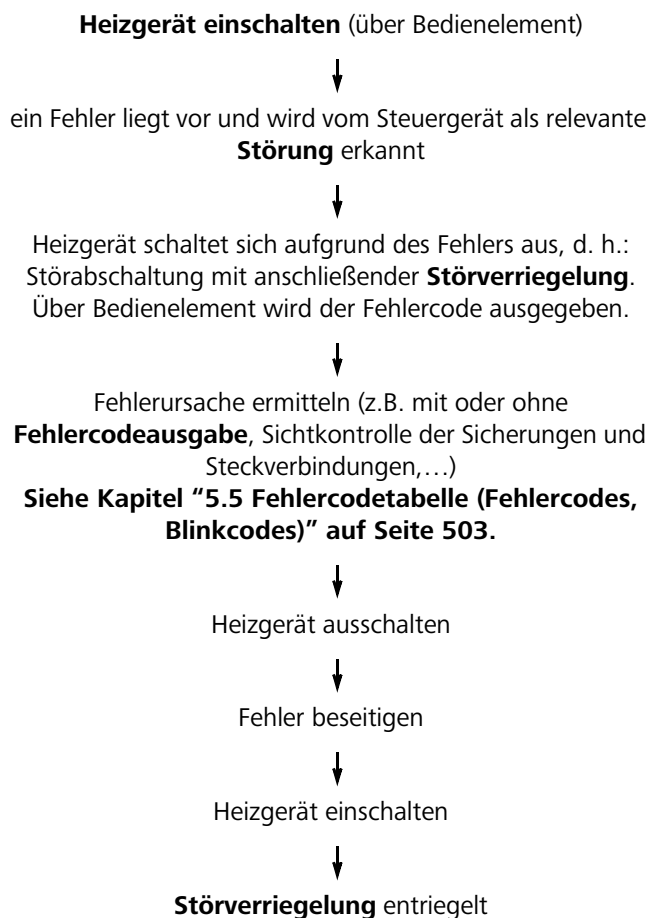 Heizgerät einschalten (über Bedienelement)
ein Fehler liegt vor und wird vom Steuergerät als relevante
Störung erkannt
Heizgerät schaltet sich aufgrund des Fehlers aus, d. h.:
Störabschaltung mit anschließender Störverriegelung.
Über Bedienelement wird der Fehlercode ausgegeben.
Fehlerursache ermitteln (z.B. mit oder ohne
Fehlercodeausgabe, Sichtkontrolle der Sicherungen und
Steckverbindungen,…)
Siehe Kapitel “5.5 Fehlercodetabelle (Fehlercodes,
Blinkcodes)” auf Seite 503.
Heizgerät ausschalten
Fehler beseitigen
Heizgerät einschalten
Störverriegelung entriegelt